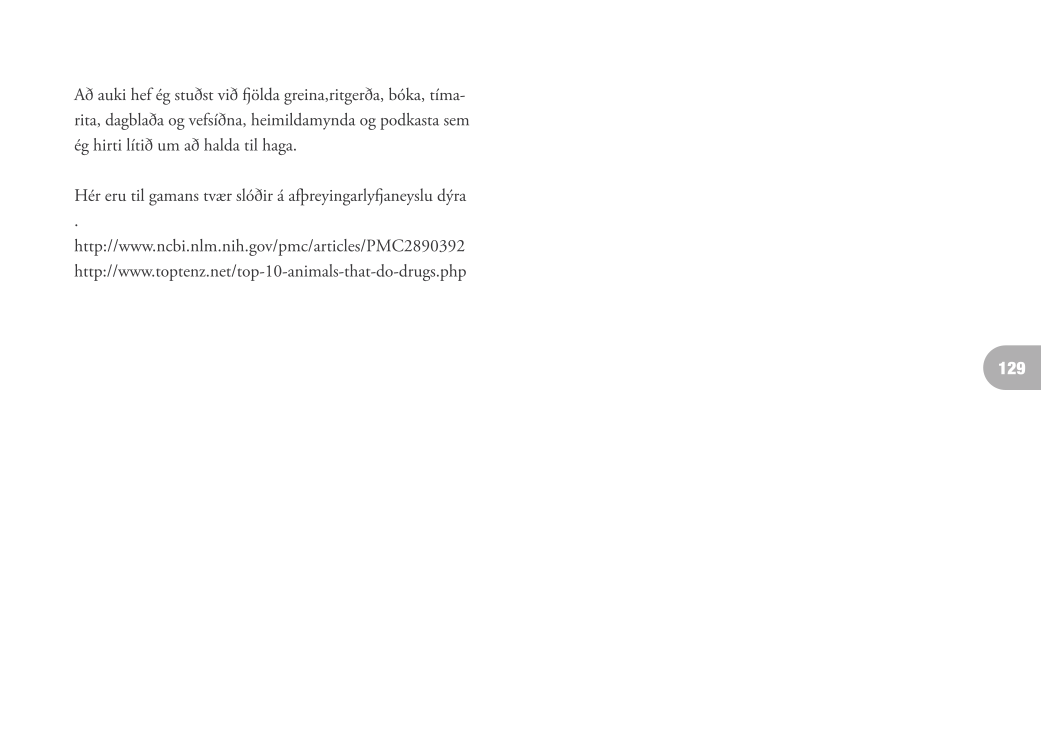 Að auki hef ég stuðst við fjölda greina,ritgerða, bóka, tíma-
rita, dagblaða og vefsíðna, heimildamynda og podkasta sem
ég hirti lítið um að halda til haga.
Hér eru til gamans tvær slóðir á afþreyingarlyfjaneyslu dýra
.
http://www.ncbi.nlm.nih.gov/pmc/articles/PMC2890392
http://www.toptenz.net/top-10-animals-that-do-drugs.php
129